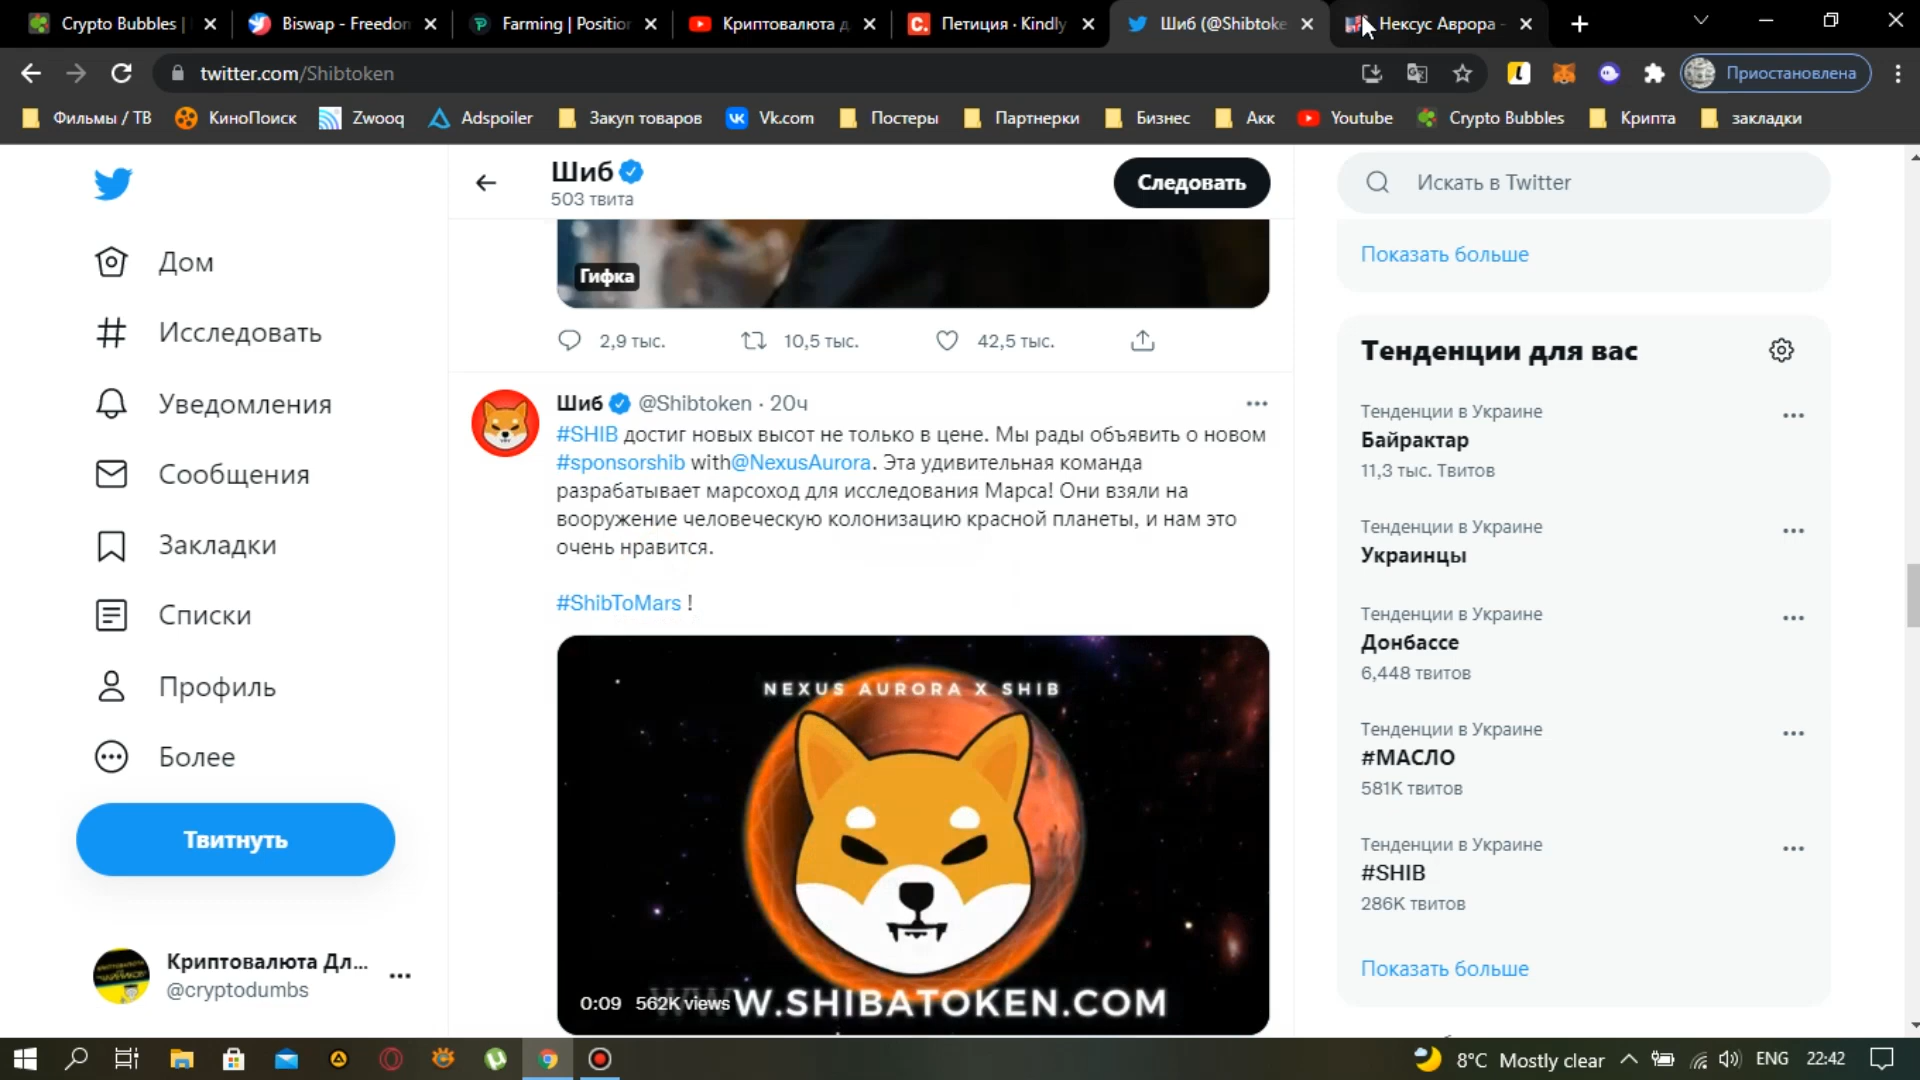 Crypto Bubbles |
Biswap - Freedom
Farming | Position
Криптовалюта д
Петиция · Kindly
Шиб (@Shibtoke
Нексус Аврора -
twitter.com/Shibtoken
Приостановлена
Фильмы / ТВ
КиноПоиск
Zwooq
Adspoiler
Закуп товаров
Vk.com
Постеры
Партнерки
Бизнес
Акк
Youtube
Crypto Bubbles
Крипта
закладки
Шиб
503 твита
Следовать
Искать в Twitter
Дом
Исследовать
Уведомления
Сообщения
Закладки
Списки
Профиль
Более
Твитнуть
Криптовалюта Дл...
@cryptodumbs
Гифка
2,9 тыс.
10,5 тыс.
42,5 тыс.
Шиб @Shibtoken · 20ч
#SHIB достиг новых высот не только в цене. Мы рады объявить о новом
#sponsorshib with@NexusAurora. Эта удивительная команда
разрабатывает марсоход для исследования Марса! Они взяли на
вооружение человеческую колонизацию красной планеты, и нам это
очень нравится.
#ShibToMars !
NEXUS AURORA X SHIB
0:09 562K views
WWW.SHIBATOKEN.COM
Показать больше
Тенденции для вас
Тенденции в Украине
Байрактар
11,3 тыс. Твитов
Тенденции в Украине
Украинцы
Тенденции в Украине
Донбассе
6,448 твитов
Тенденции в Украине
#МАСЛО
581K твитов
Тенденции в Украине
#SHIB
286K твитов
Показать больше
8°C Mostly clear
ENG
22:42